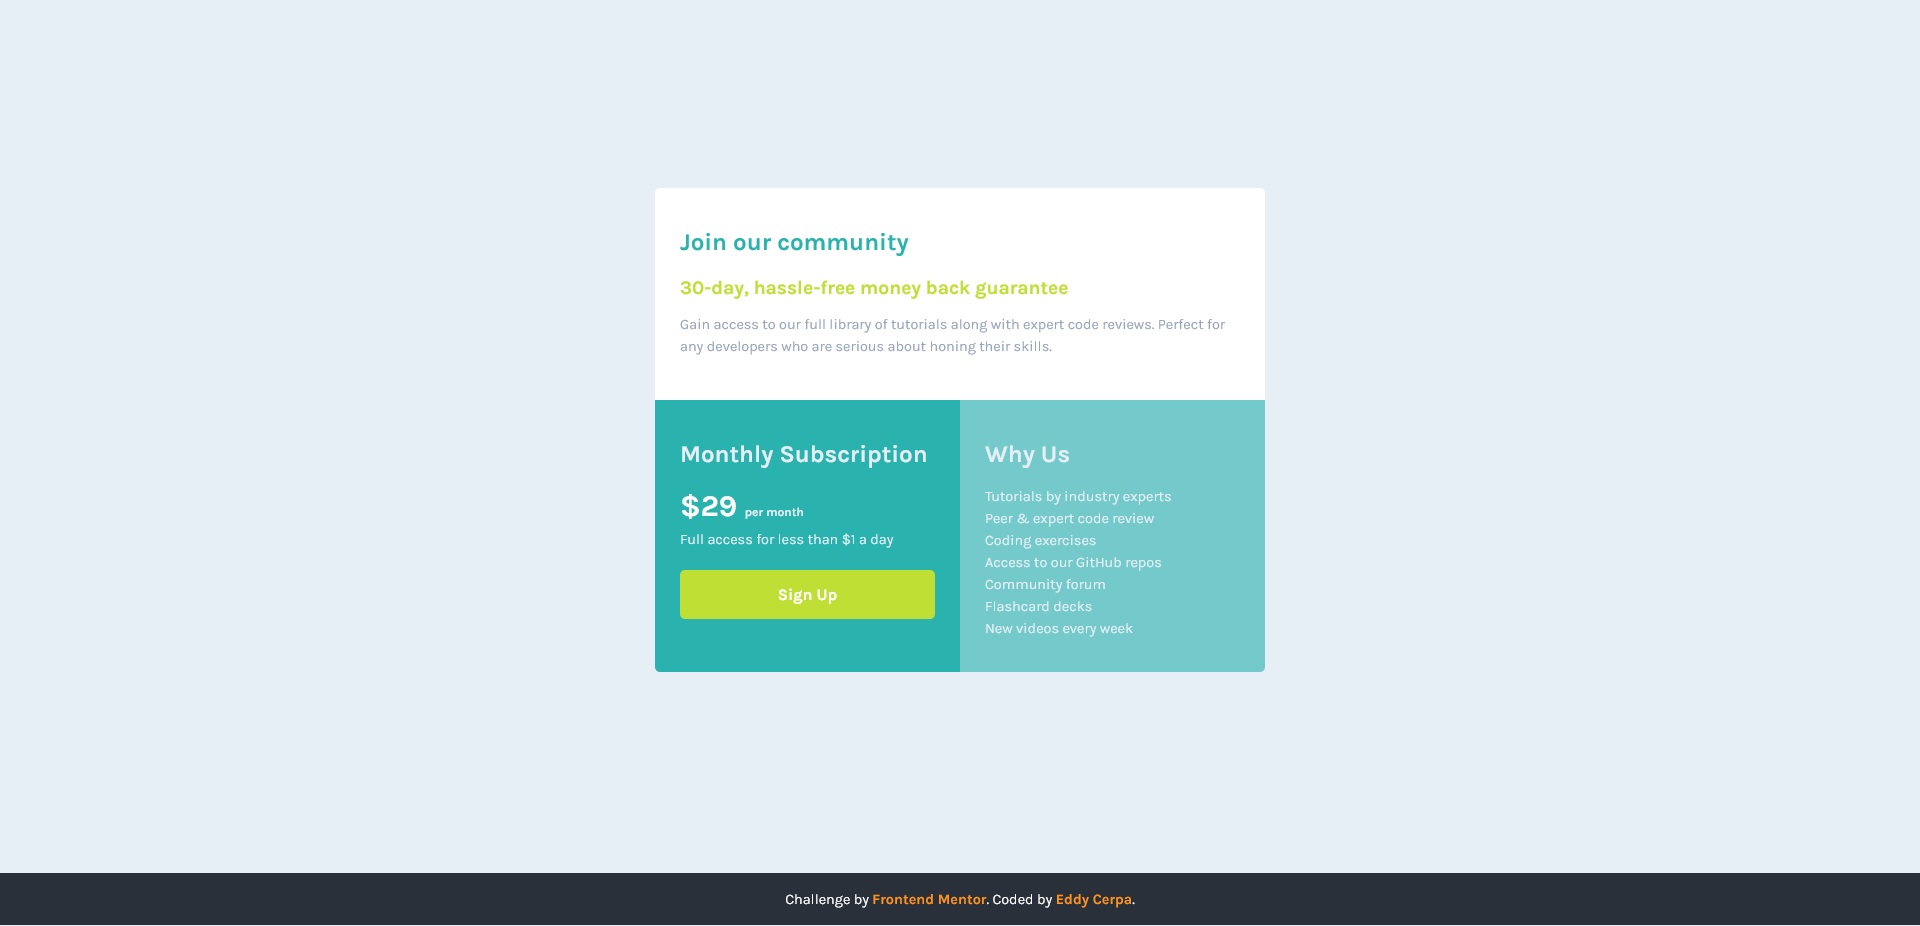 Join our community
30-day, hassle-free money back guarantee
Gain access to our full library of tutorials along with expert code reviews. Perfect for
any developers who are serious about honing their skills.
Monthly Subscription
$29 per month
Full access for less than $1 a day
Sign Up
Why Us
Tutorials by industry experts
Peer & expert code review
Coding exercises
Access to our GitHub repos
Community forum
Flashcard decks
New videos every week
Challenge by Frontend Mentor. Coded by Eddy Cerpa.